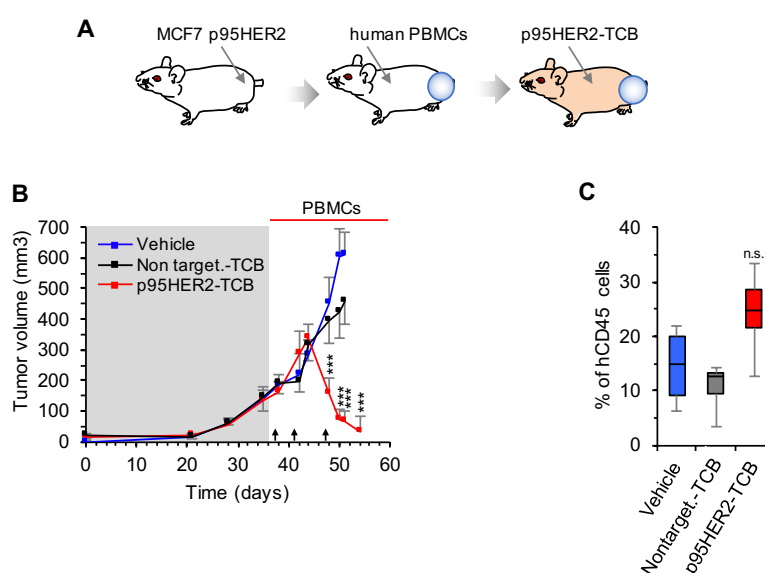 A
MCF7 p95HER2
human PBMCs
p95HER2-TCB
B
PBMCs
Tumor volume (mm3)
700
600
500
400
300
200
100
0
Vehicle
Non target.-TCB
p95HER2-TCB
***
***
***
***
0 10 20 30 40 50 60
Time (days)
C
% of hCD45 cells
40
30
20
10
0
n.s.
Vehicle
Nontarget.-TCB
p95HER2-TCB